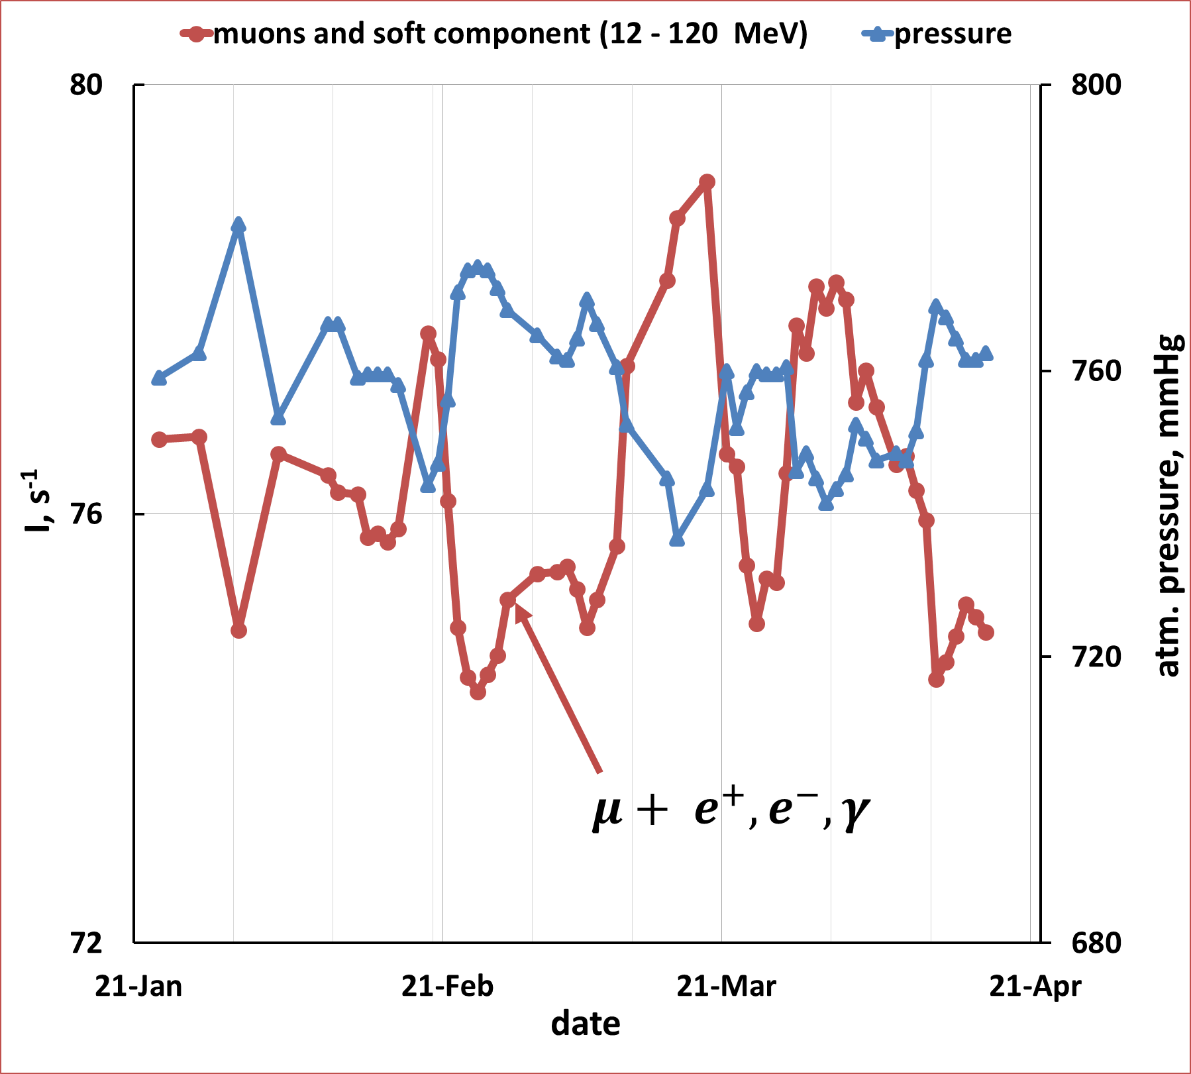 muons and soft component (12 - 120 MeV) pressure
80 800
760
76
720
72 680
I, s⁻¹
atm. pressure, mmHg
μ + e⁺, e⁻, γ
21-Jan 21-Feb 21-Mar 21-Apr
date